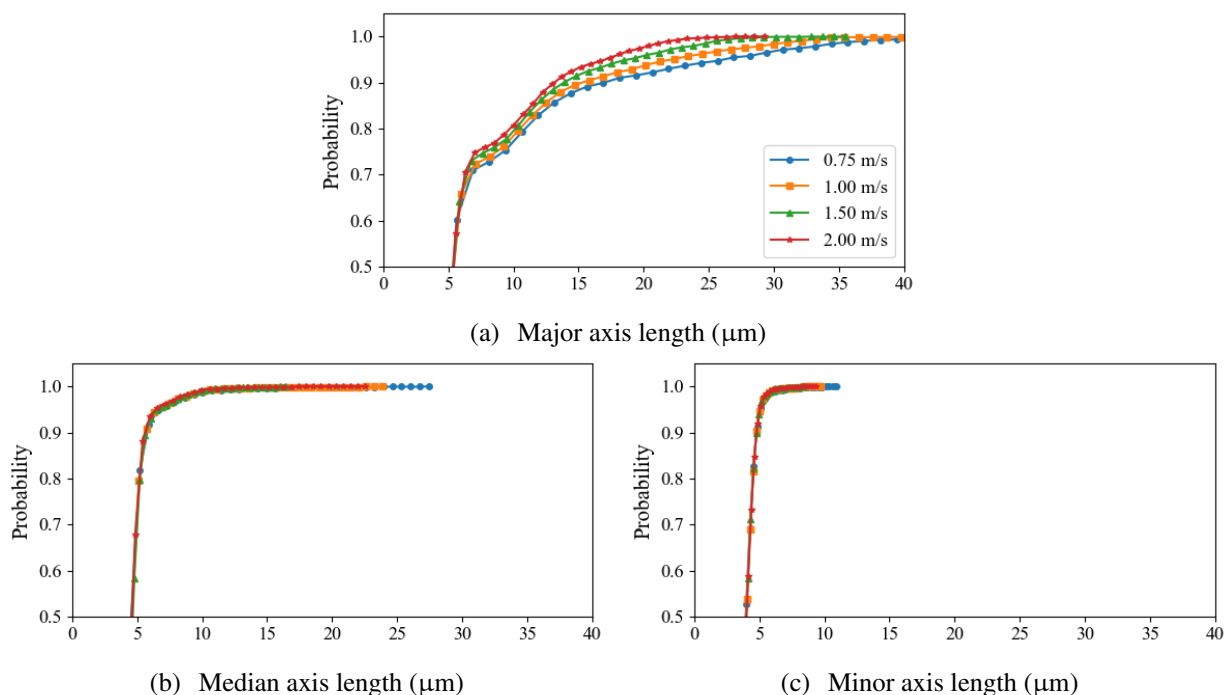 1.0
0.9
0.8
0.7
0.6
0.5
Probability
0 5 10 15 20 25 30 35 40
0.75 m/s
1.00 m/s
1.50 m/s
2.00 m/s
(a) Major axis length (μm)
1.0
0.9
0.8
0.7
0.6
0.5
Probability
0 5 10 15 20 25 30 35 40
(b) Median axis length (μm)
1.0
0.9
0.8
0.7
0.6
0.5
Probability
0 5 10 15 20 25 30 35 40
(c) Minor axis length (μm)